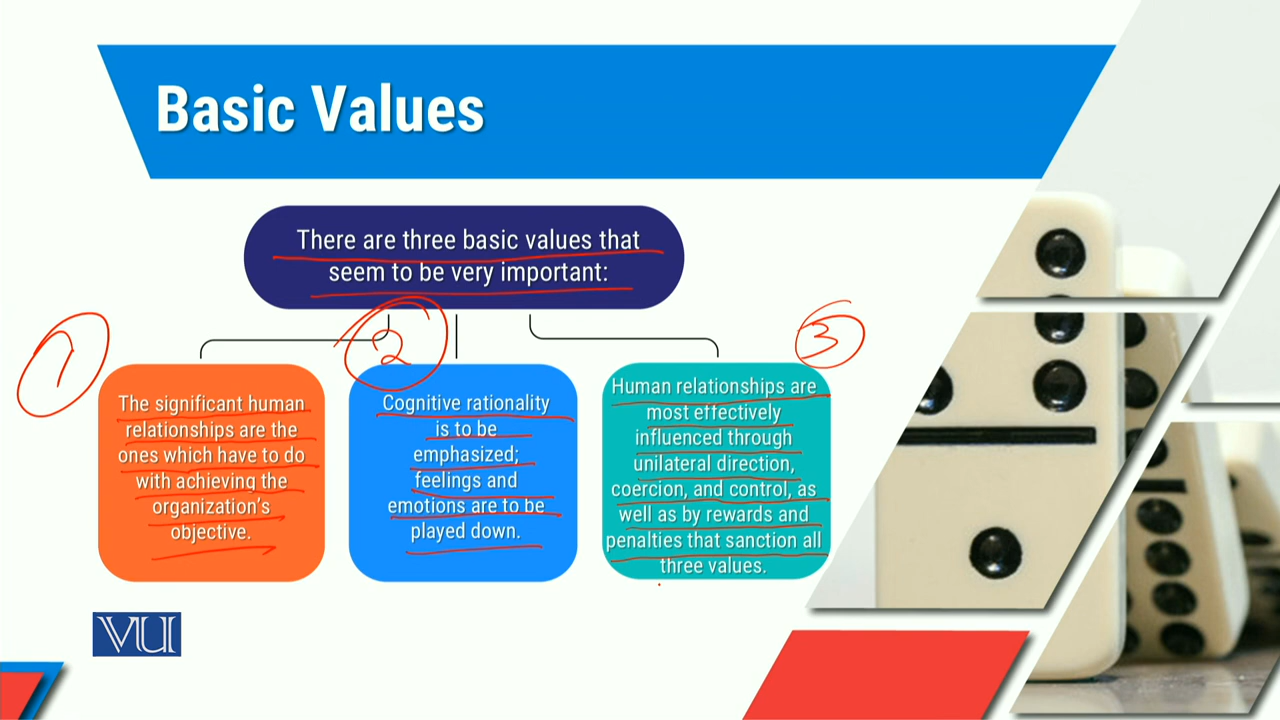 Basic Values
There are three basic values that
seem to be very important:
1
2
3
The significant human
relationships are the
ones which have to do
with achieving the
organization's
objective.
Cognitive rationality
is to be
emphasized;
feelings and
emotions are to be
played down.
Human relationships are
most effectively
influenced through
unilateral direction,
coercion, and control, as
well as by rewards and
penalties that sanction all
three values.
VU